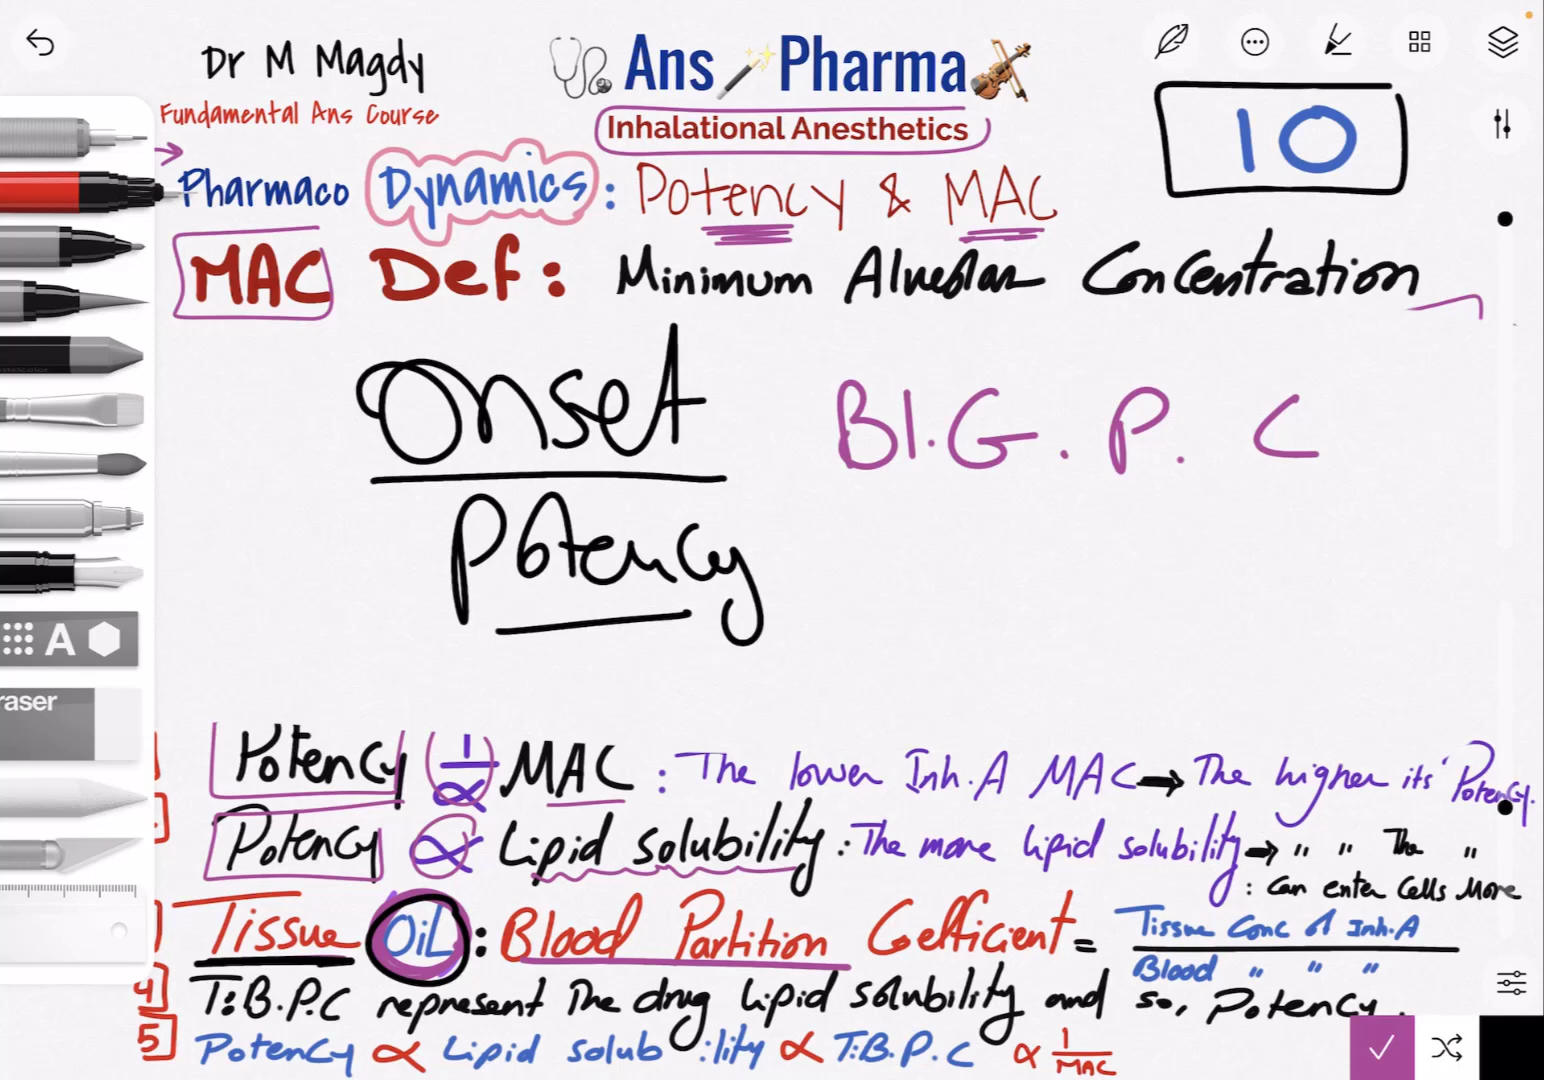 Dr M Magdy
Ans Pharma
Fundamental Ans Course
Inhalational Anesthetics
10
Pharmaco Dynamics : Potency & MAC
MAC Def : Minimum Alveolar Concentration
Onset
Bl. G . P . C
Potency
A
raser
Potency 1/∝ MAC : The lower Inh.A MAC → The higher its' Potency.
Potency ∝ Lipid solubility : The more lipid solubility → " " The "
: Can enter Cells More
Tissue OiL : Blood Partition Coefficient = Tissue Conc of Inh.A
Blood " " "
4 T:B.P.C represent The drug lipid solubility and so, Potency.
5 Potency ∝ Lipid solubility ∝ T:B.P.C ∝ 1/MAC